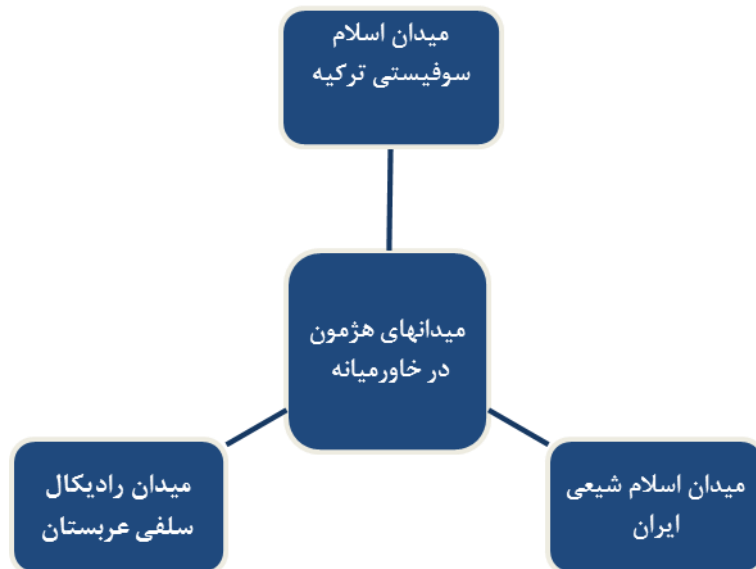 میدان اسلام
سوفیستی ترکیه
میدانهای هژمون
در خاورمیانه
میدان اسلام شیعی
ایران
میدان رادیکال
سلفی عربستان